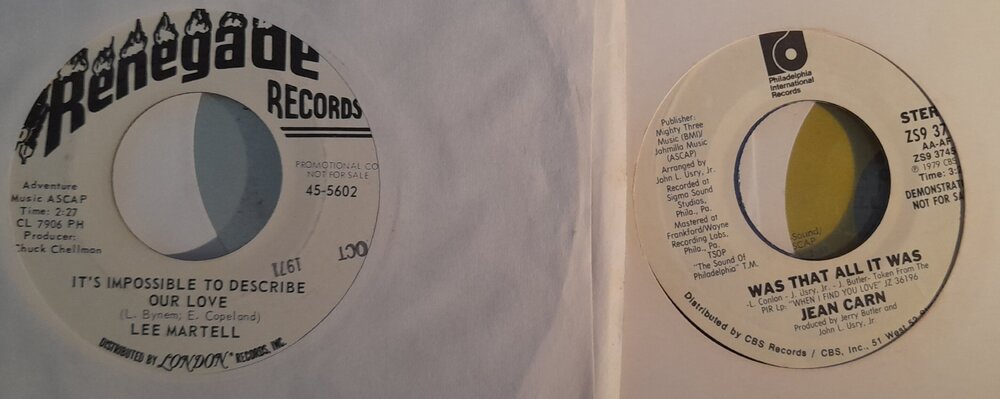 Renegade
RECORDS
PROMOTIONAL CO
NOT FOR SALE
45-5602
Adventure
Music ASCAP
Time: 2:27
CL 7906 PH
Producer:
Chuck Chellman
OCT
1971
IT'S IMPOSSIBLE TO DESCRIBE
OUR LOVE
(L. Bynem; E. Copeland)
LEE MARTELL
DISTRIBUTED BY LONDON RECORDS, INC.
Philadelphia
International
Records
Publisher:
Mighty Three
Music (BMI)/
Jahmilla Music
(ASCAP)
Arranged by
John L. Usry, Jr.
Recorded at
Sigma Sound
Studios,
Phila., Pa.
Mastered at
Frankford/Wayne
Recording Labs.
Phila., Pa.
TSOP
"The Sound Of
Philadelphia" T.M.
STER
ZS9 37
AA-AF
ZS9 3745
℗ 1979 CBS
Time: 3:
DEMONSTRAT
NOT FOR SA
Sound/
SCAP
WAS THAT ALL IT WAS
-L. Conlon - J. Usry, Jr. - J. Butler- Taken From The
PIR Lp: "WHEN I FIND YOU LOVE" JZ 36196
JEAN CARN
Produced by Jerry Butler and
John L. Usry, Jr.
Distributed by CBS Records / CBS, Inc., 51 West 52